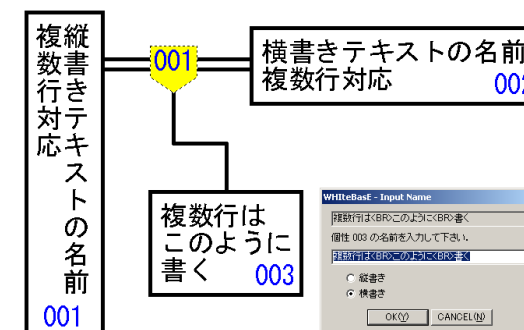 縦書きテキストの名前
複数行対応
001
001
横書きテキストの名前
複数行対応
002
複数行は
このように
書く
003
WHIteBasE - Input Name
複数行は<BR>このように<BR>書く
個性 003 の名前を入力して下さい。
複数行は<BR>このように<BR>書く
縦書き
横書き
OK(Y)
CANCEL(N)